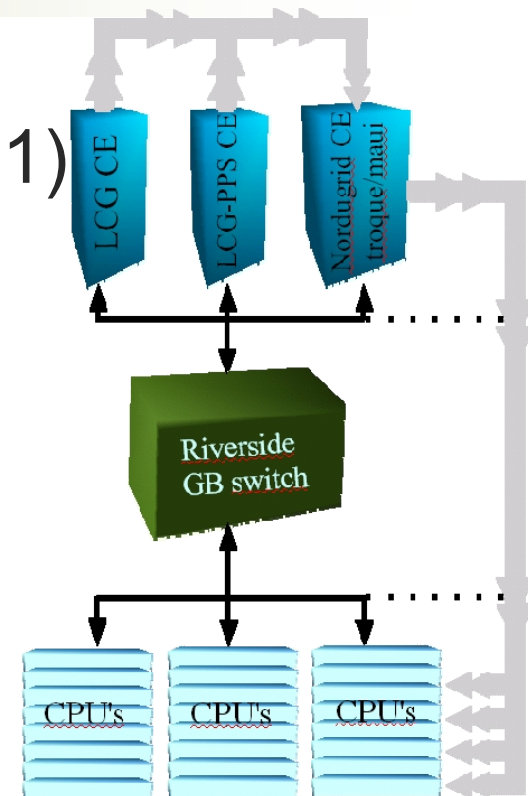 1)
LCG CE
LCG-PPS CE
Nordugrid CE
troque/maui
Riverside
GB switch
CPU's
CPU's
CPU's